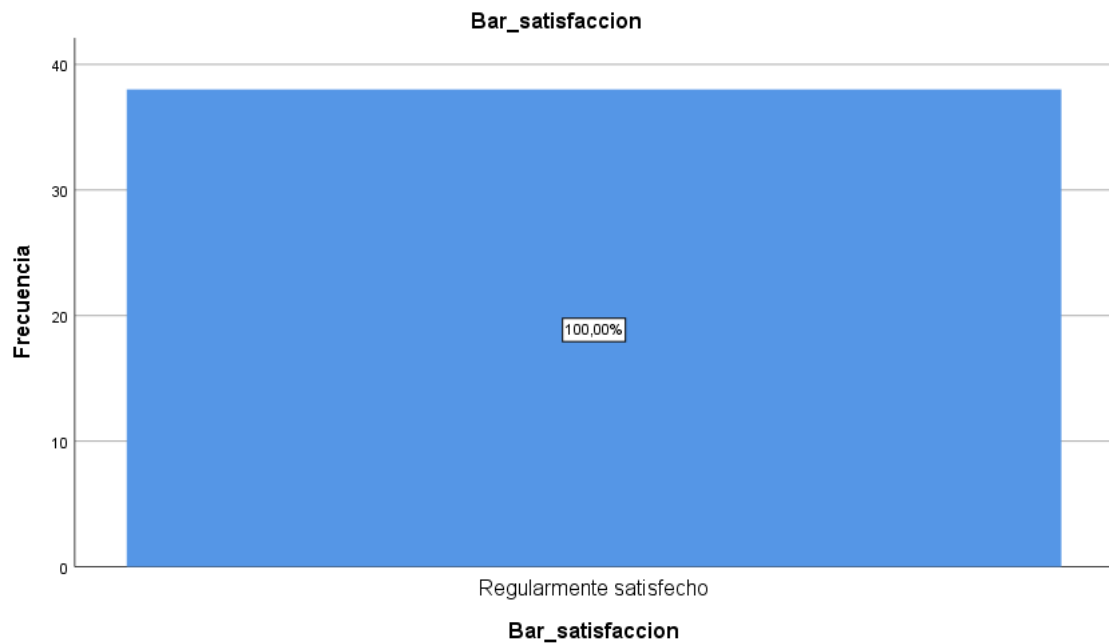 Bar_satisfaccion
40
30
20
10
0
Frecuencia
100,00%
Regularmente satisfecho
Bar_satisfaccion